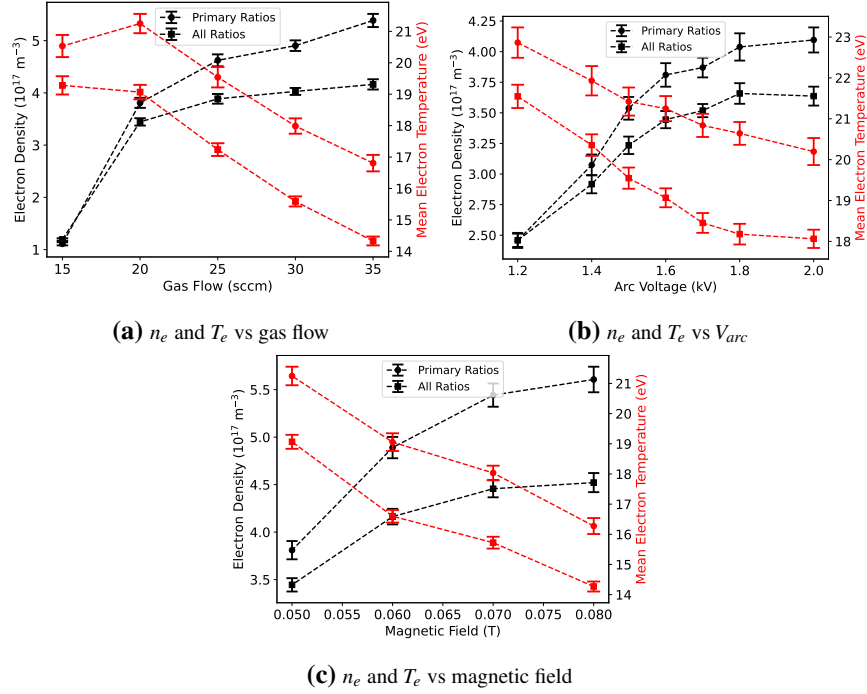 Primary Ratios
All Ratios
Electron Density (10^17 m^−3)
5
4
3
2
1
21
20
19
18
17
16
15
14
Mean Electron Temperature (eV)
15 20 25 30 35
Gas Flow (sccm)
(a) n_e and T_e vs gas flow
Primary Ratios
All Ratios
Electron Density (10^17 m^−3)
4.25
4.00
3.75
3.50
3.25
3.00
2.75
2.50
23
22
21
20
19
18
Mean Electron Temperature (eV)
1.2 1.4 1.6 1.8 2.0
Arc Voltage (kV)
(b) n_e and T_e vs V_arc
Primary Ratios
All Ratios
Electron Density (10^17 m^−3)
5.5
5.0
4.5
4.0
3.5
21
20
19
18
17
16
15
14
Mean Electron Temperature (eV)
0.050 0.055 0.060 0.065 0.070 0.075 0.080
Magnetic Field (T)
(c) n_e and T_e vs magnetic field